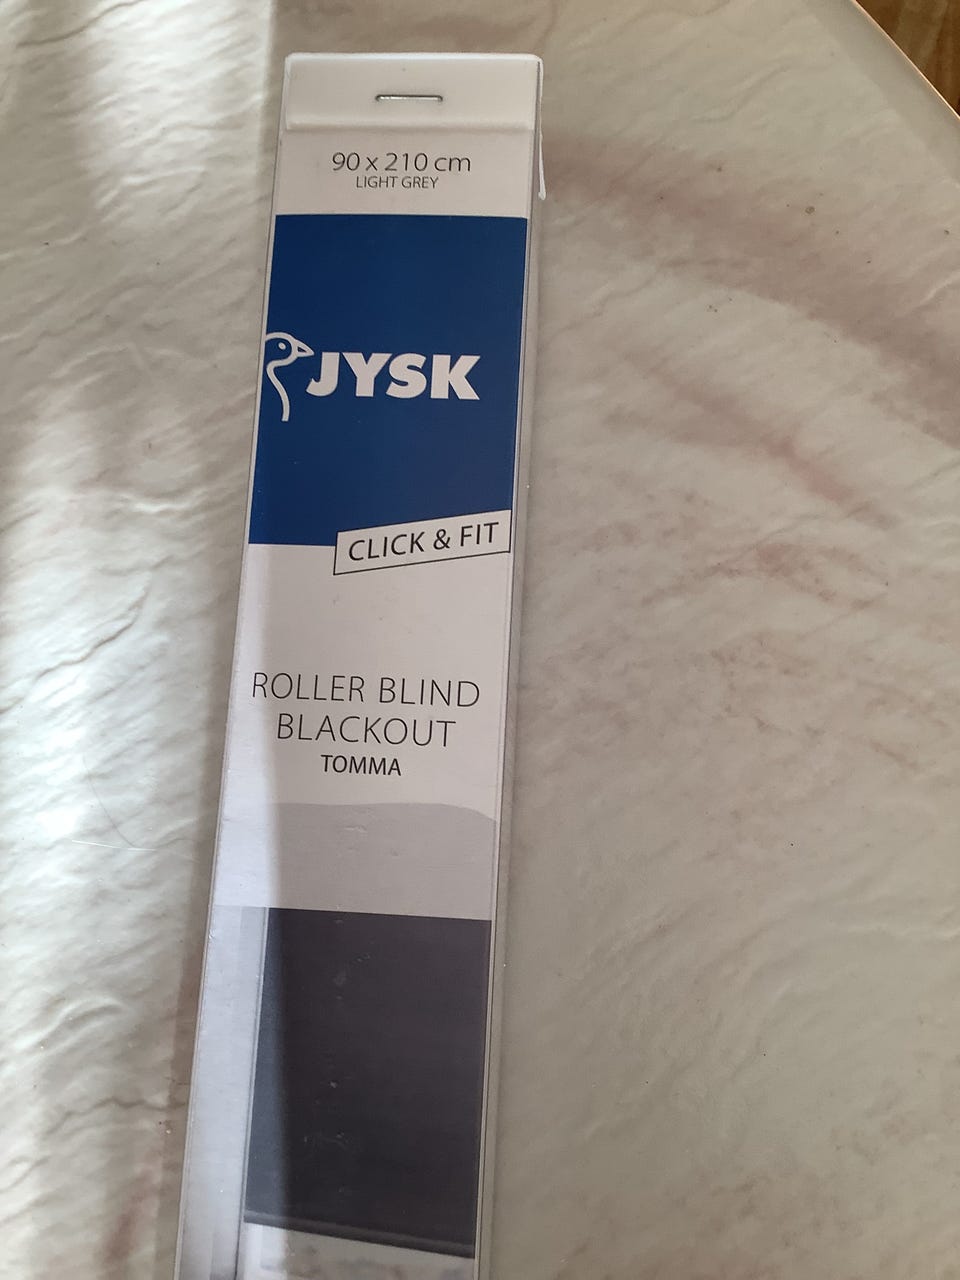 90 x 210 cm
LIGHT GREY
JYSK
CLICK & FIT
ROLLER BLIND
BLACKOUT
TOMMA